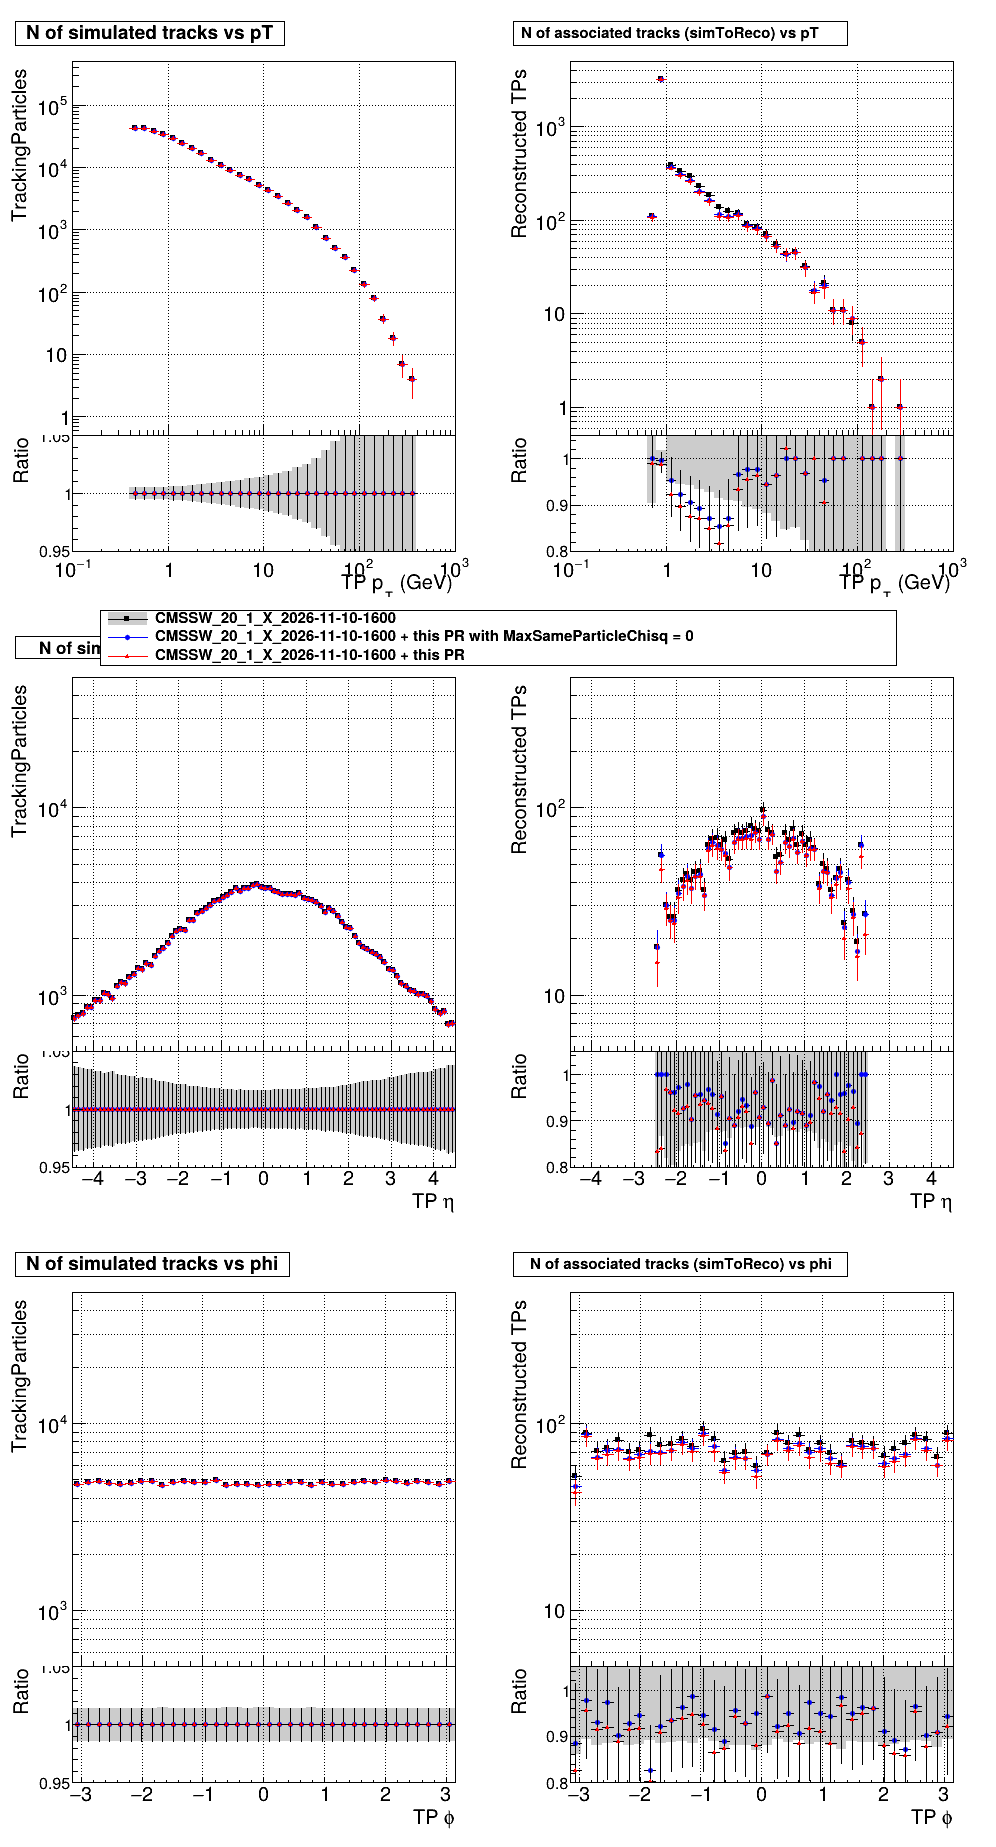 N of simulated tracks vs pT
N of associated tracks (simToReco) vs pT
TrackingParticles
10^5
10^4
10^3
10^2
10
1
Reconstructed TPs
10^3
10^2
10
1
Ratio
1.05
1
0.95
Ratio
1
0.9
0.8
10^-1
1
10
10^2
10^3
TP p_T (GeV)
10^-1
1
10
10^2
10^3
TP p_T (GeV)
CMSSW_20_1_X_2026-11-10-1600
CMSSW_20_1_X_2026-11-10-1600 + this PR with MaxSameParticleChisq = 0
CMSSW_20_1_X_2026-11-10-1600 + this PR
N of sim
TrackingParticles
10^4
10^3
Reconstructed TPs
10^2
10
Ratio
1.05
1
0.95
Ratio
1
0.9
0.8
−4 −3 −2 −1 0 1 2 3 4
TP η
−4 −3 −2 −1 0 1 2 3 4
TP η
N of simulated tracks vs phi
N of associated tracks (simToReco) vs phi
TrackingParticles
10^4
10^3
Reconstructed TPs
10^2
10
Ratio
1.05
1
0.95
Ratio
1
0.9
0.8
−3 −2 −1 0 1 2 3
TP ϕ
−3 −2 −1 0 1 2 3
TP ϕ